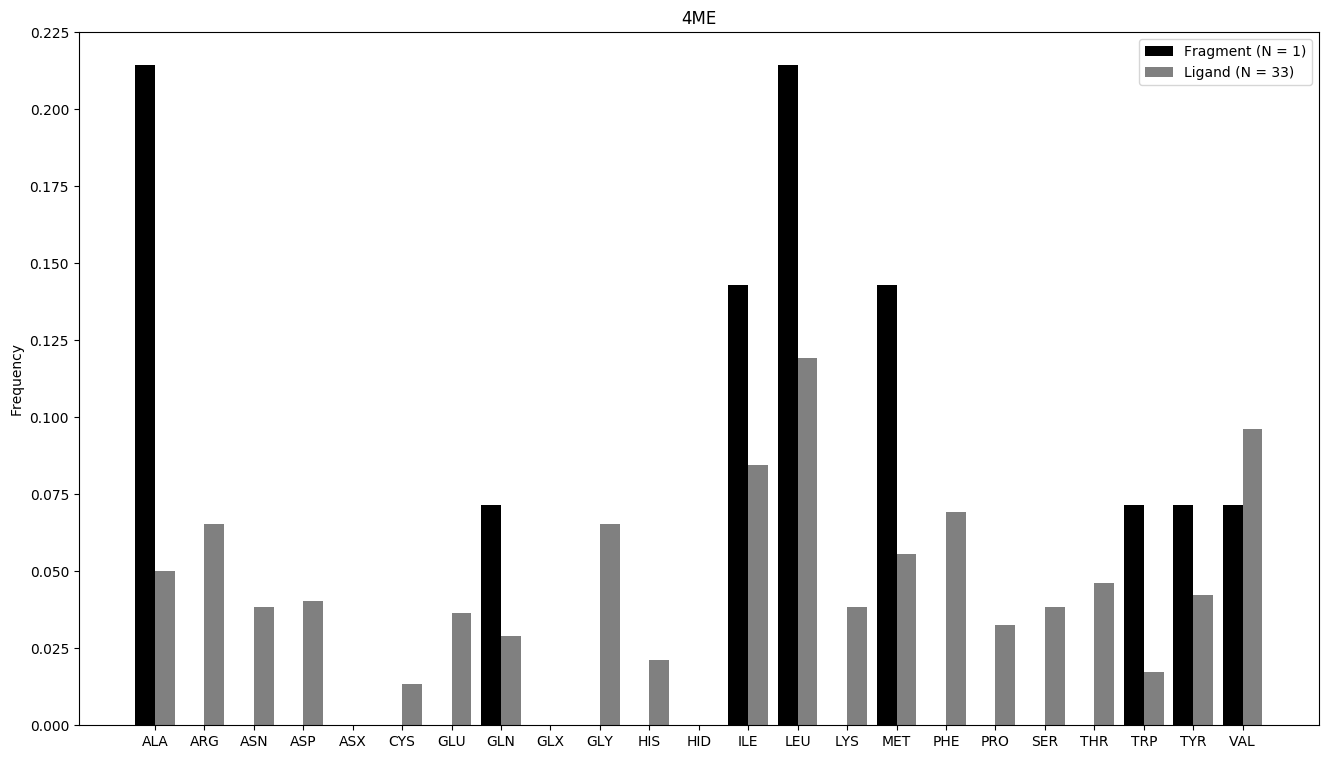 4ME
Fragment (N = 1)
Ligand (N = 33)
Frequency
0.225
0.200
0.175
0.150
0.125
0.100
0.075
0.050
0.025
0.000
ALA ARG ASN ASP ASX CYS GLU GLN GLX GLY HIS HID ILE LEU LYS MET PHE PRO SER THR TRP TYR VAL